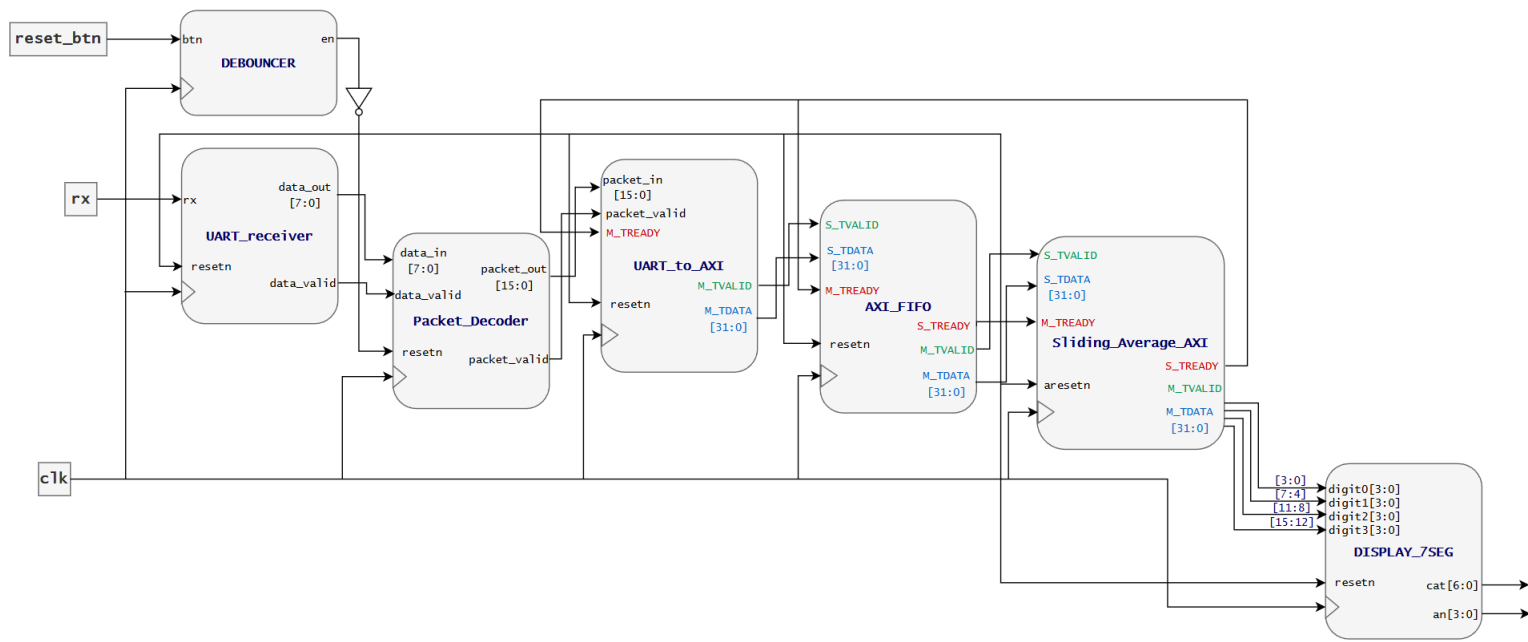 reset_btn
btn
en
DEBOUNCER
rx
rx
data_out
[7:0]
UART_receiver
resetn
data_valid
data_in
[7:0]
packet_out
[15:0]
data_valid
Packet_Decoder
resetn
packet_valid
packet_in
[15:0]
packet_valid
M_TREADY
UART_to_AXI
M_TVALID
resetn
M_TDATA
[31:0]
S_TVALID
S_TDATA
[31:0]
M_TREADY
AXI_FIFO
S_TREADY
resetn
M_TVALID
M_TDATA
[31:0]
S_TVALID
S_TDATA
[31:0]
M_TREADY
Sliding_Average_AXI
S_TREADY
aresetn
M_TVALID
M_TDATA
[31:0]
clk
[3:0]
[7:4]
[11:8]
[15:12]
digit0[3:0]
digit1[3:0]
digit2[3:0]
digit3[3:0]
DISPLAY_7SEG
resetn
cat[6:0]
an[3:0]